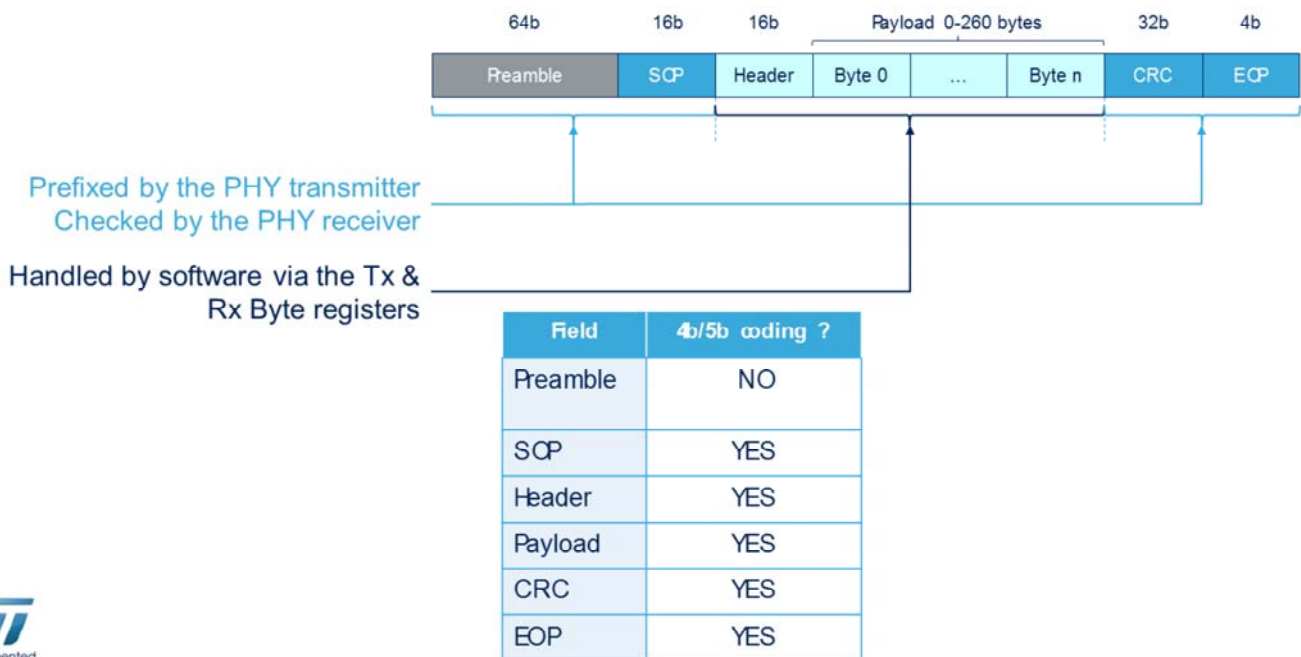 64b 16b 16b Payload 0-260 bytes 32b 4b
Preamble SOP Header Byte 0 ... Byte n CRC EOP
Prefixed by the PHY transmitter
Checked by the PHY receiver
Handled by software via the Tx &
Rx Byte registers
Field 4b/5b coding ?
Preamble NO
SOP YES
Header YES
Payload YES
CRC YES
EOP YES